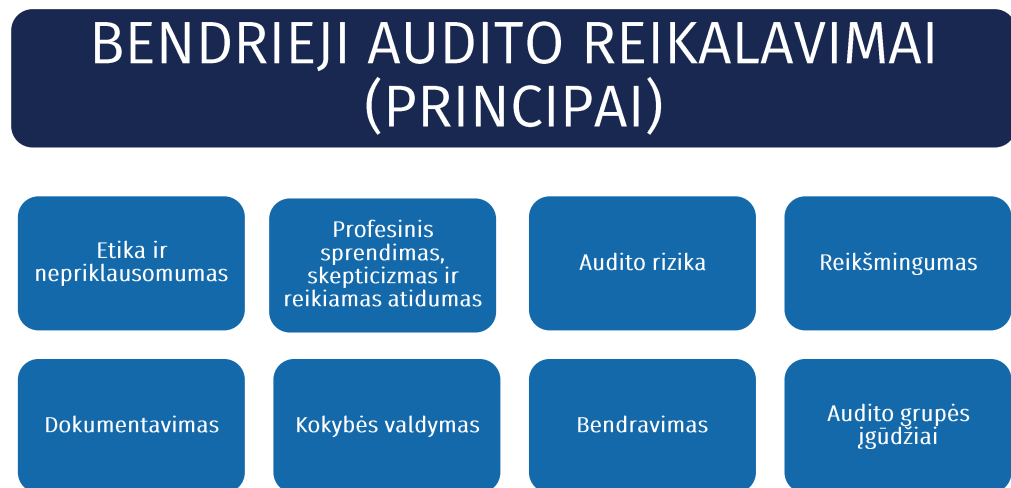 BENDRIEJI AUDITO REIKALAVIMAI
(PRINCIPAI)
Etika ir
nepriklausomumas
Profesinis
sprendimas,
skepticizmas ir
reikiamas atidumas
Audito rizika
Reikšmingumas
Dokumentavimas
Kokybės valdymas
Bendravimas
Audito grupės
įgūdžiai